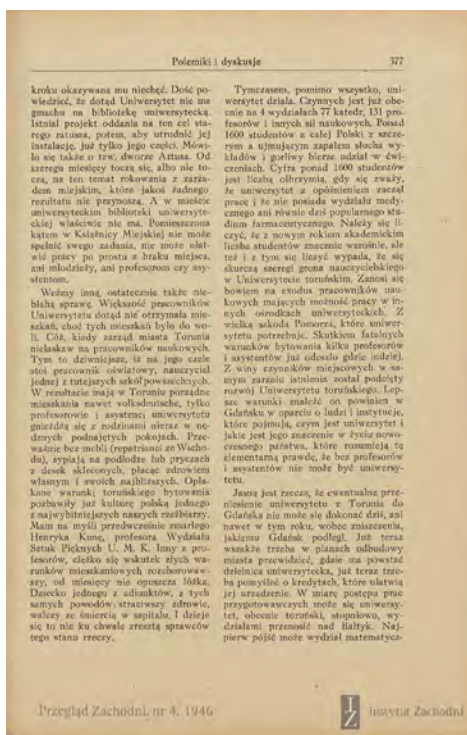 Polemiki i dyskusje 377
kroku okazywana mu niechęć. Dość po-
wiedzieć, że dotąd Uniwersytet nie ma
gmachu na bibliotekę uniwersytecką.
Istniał projekt oddania na ten cel sta-
rego ratusza, potem, aby utrudnić jej
instalację, już tylko jego części. Mówi-
ło się także o tzw. dworze Artusa. Od
szeregu miesięcy toczą się, albo nie to-
czą, na ten temat rokowania z zarzą-
dem miejskim, które jakoś żadnego
rezultatu nie przynoszą. A w mieście
uniwersyteckim biblioteki uniwersyte-
ckiej właściwie nie ma. Pomieszczona
kątem w Książnicy Miejskiej nie może
spełnić swego zadania, nie może ułat-
wić pracy po prostu z braku miejsca,
ani młodzieży, ani profesorom czy asy-
stentom.
Weźmy inną, ostatecznie także nie-
błahą sprawę. Większość pracowników
Uniwersytetu dotąd nie otrzymała mie-
szkań, choć tych mieszkań było do wo-
li. Cóż, kiedy zarząd miasta Torunia
niełaskaw na pracowników naukowych.
Tym to dziwniejsze, iż na jego czele
stoi pracownik oświatowy, nauczyciel
jednej z tutejszych szkół powszechnych.
W rezultacie mają w Toruniu porządne
mieszkania nawet volksdeutsche, tylko
profesorowie i asystenci uniwersytetu
gnieżdżą się z rodzinami nieraz w nę-
dznych podnajętych pokojach. Prze-
ważnie bez mebli (repatrianci ze Wscho-
du), sypiają na podłodze lub pryczach
z desek skleconych, płacąc zdrowiem
własnym i swoich najbliższych. Opła-
kane warunki toruńskiego bytowania
pozbawiły już kulturę polską jednego
z najwybitniejszych naszych rzeźbiarzy.
Mam na myśli przedwcześnie zmarłego
Henryka Kunę, profesora Wydziału
Sztuk Pięknych U. M. K. Inny z pro-
fesorów, ciężko się wskutek złych wa-
runków mieszkaniowych rozchorowaw-
szy, od miesięcy nie opuszcza łóżka.
Dziecko jednego z adiunktów, z tych
samych powodów straciwszy zdrowie,
walczy ze śmiercią w szpitalu. I dzieje
się to nie ku chwale zresztą sprawców
tego stanu rzeczy.
Tymczasem, pomimo wszystko, uni-
wersytet działa. Czynnych jest już obe-
cnie na 4 wydziałach 77 katedr, 131 pro-
fesorów i innych sił naukowych. Ponad
1600 studentów z całej Polski z szcze-
rym a ujmującym zapałem słucha wy-
kładów i gorliwy bierze udział w ćwi-
czeniach. Cyfra ponad 1600 studentów
jest liczbą olbrzymią, gdy się zważy,
że uniwersytet z opóźnieniem zaczął
pracę i że nie posiada wydziału medy-
cznego ani równie dziś popularnego stu-
dium farmaceutycznego. Należy się li-
czyć, że z nowym rokiem akademickim
liczba studentów znacznie wzrośnie, ale
też i z tym się liczyć wypada, że się
skurczą szeregi grona nauczycielskiego
w Uniwersytecie toruńskim. Zanosi się
bowiem na exodus pracowników nau-
kowych mających możność pracy w in-
nych ośrodkach uniwersyteckich. Z
wielką szkodą Pomorza, które uniwer-
sytetu potrzebuje. Skutkiem fatalnych
warunków bytowania kilku profesorów
i asystentów już odeszło gdzie indziej.
Z winy czynników miejscowych w sa-
mym zaraniu istnienia został podcięty
rozwój Uniwersytetu toruńskiego. Lep-
sze warunki znaleźć on powinien w
Gdańsku w oparciu o ludzi i instytucje,
które pojmują, czym jest uniwersytet i
jakie jest jego znaczenie w życiu nowo-
czesnego państwa, które rozumieją tę
elementarną prawdę, że bez profesorów
i asystentów nie może być uniwersy-
tetu.
Jasną jest rzeczą, że ewentualne prze-
niesienie uniwersytetu z Torunia do
Gdańska nie może się dokonać dziś, ani
nawet w tym roku, wobec zniszczenia,
jakiemu Gdańsk podległ. Już teraz
wszakże trzeba w planach odbudowy
miasta przewidzieć, gdzie ma powstać
dzielnica uniwersytecka, już teraz trze-
ba pomyśleć o kredytach, które ułatwią
jej urządzenie. W miarę postępu prac
przygotowawczych może się uniwersy-
tet, obecnie toruński, stopniowo, wy-
działami przenosić nad Bałtyk. Naj-
pierw pójść może wydział matematycz-
Przegląd Zachodni, nr 4, 1946
IZ Instytut Zachodni